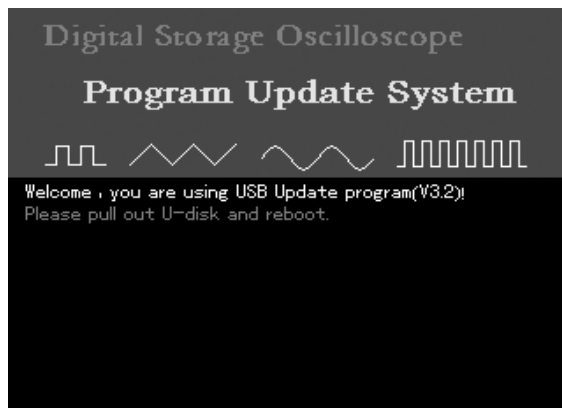 Digital Storage Oscilloscope
Program Update System
Welcome , you are using USB Update program(V3.2)!
Please pull out U-disk and reboot.